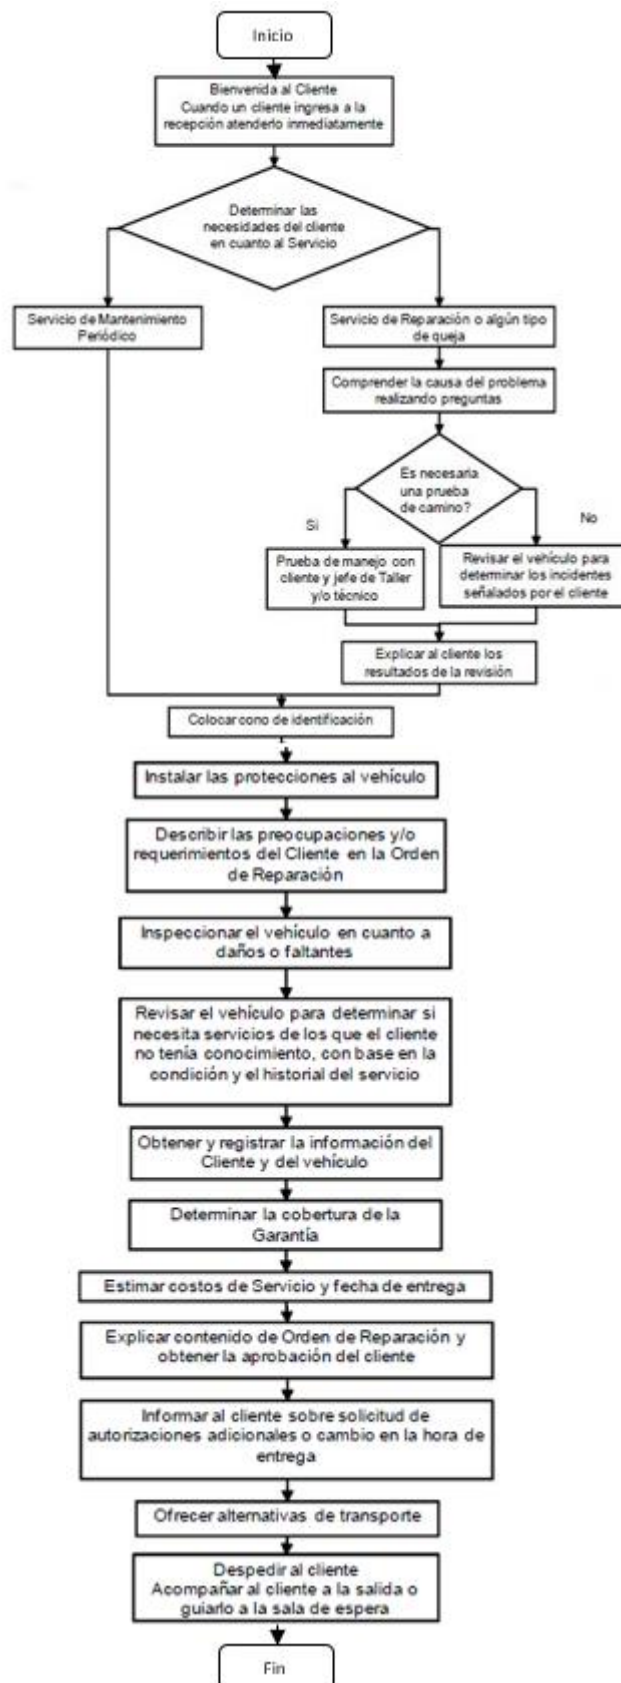 Inicio
Bienvenida al Cliente
Cuando un cliente ingresa a la
recepción atenderlo inmediatamente
Determinar las
necesidades del cliente
en cuanto al Servicio
Servicio de Mantenimiento
Periódico
Servicio de Reparación o algún tipo
de queja
Comprender la causa del problema
realizando preguntas
Es necesaria
una prueba
de camino?
Si
No
Prueba de manejo con
cliente y jefe de Taller
y/o técnico
Revisar el vehículo para
determinar los incidentes
señalados por el cliente
Explicar al cliente los
resultados de la revisión
Colocar cono de identificación
Instalar las protecciones al vehículo
Describir las preocupaciones y/o
requerimientos del Cliente en la Orden
de Reparación
Inspeccionar el vehículo en cuanto a
daños o faltantes
Revisar el vehículo para determinar si
necesita servicios de los que el cliente
no tenía conocimiento, con base en la
condición y el historial del servicio
Obtener y registrar la información del
Cliente y del vehículo
Determinar la cobertura de la
Garantía
Estimar costos de Servicio y fecha de entrega
Explicar contenido de Orden de Reparación y
obtener la aprobación del cliente
Informar al cliente sobre solicitud de
autorizaciones adicionales o cambio en la hora de
entrega
Ofrecer alternativas de transporte
Despedir al cliente
Acompañar al cliente a la salida o
guiarlo a la sala de espera
Fin